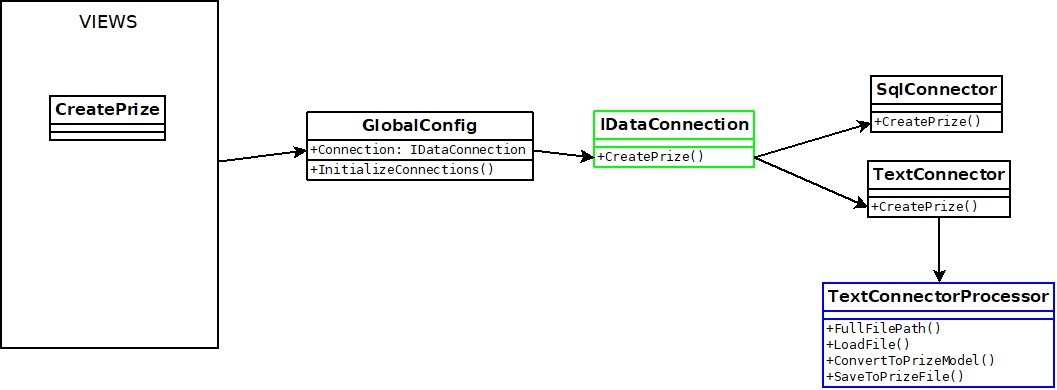 VIEWS
CreatePrize
GlobalConfig
+Connection: IDataConnection
+InitializeConnections()
IDataConnection
+CreatePrize()
SqlConnector
+CreatePrize()
TextConnector
+CreatePrize()
TextConnectorProcessor
+FullFilePath()
+LoadFile()
+ConvertToPrizeModel()
+SaveToPrizeFile()